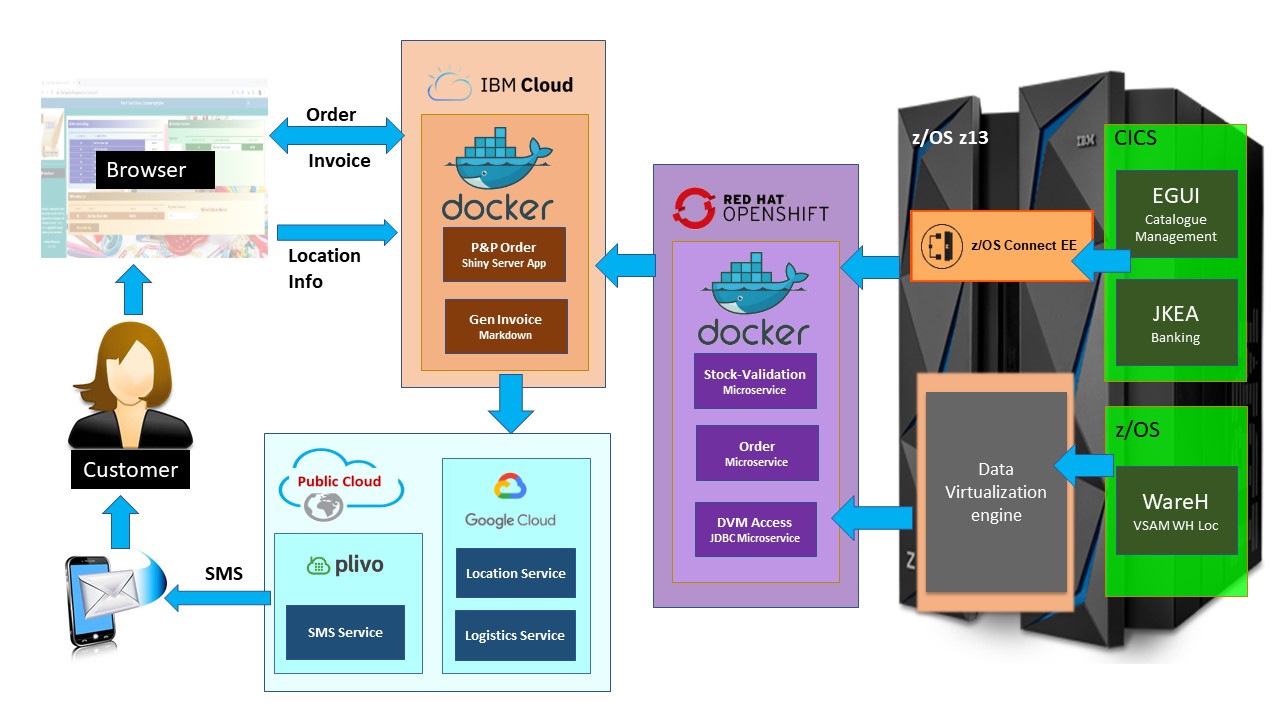 IBM Cloud
docker
P&P Order
Shiny Server App
Gen Invoice
Markdown
Order
Invoice
Location
Info
Browser
Customer
SMS
Public Cloud
plivo
SMS Service
Google Cloud
Location Service
Logistics Service
RED HAT
OPENSHIFT
docker
Stock-Validation
Microservice
Order
Microservice
DVM Access
JDBC Microservice
z/OS z13
IBM
z/OS Connect EE
Data
Virtualization
engine
Z
CICS
EGUI
Catalogue
Management
JKEA
Banking
z/OS
WareH
VSAM WH Loc